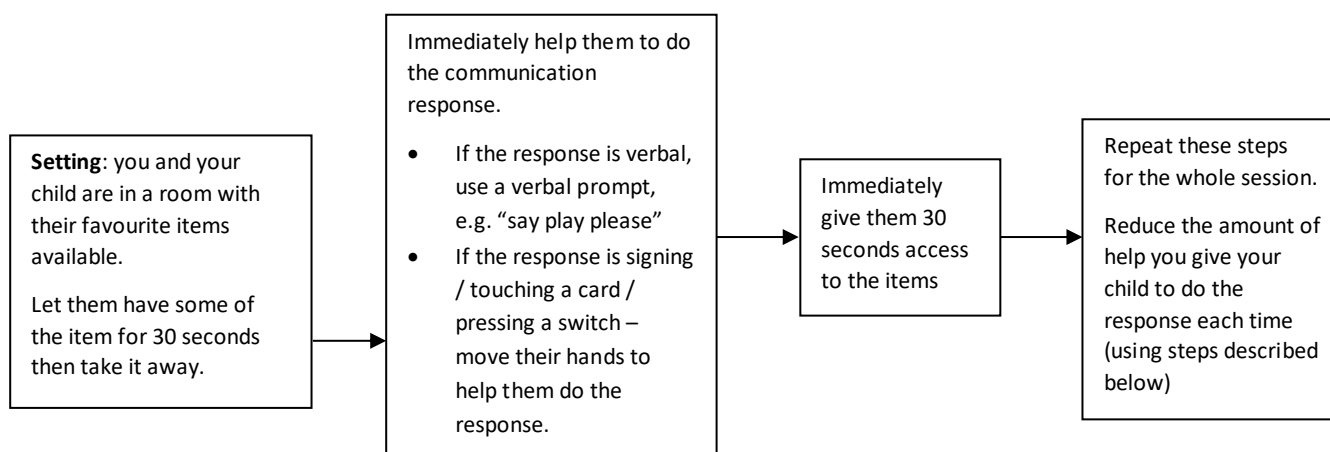 Setting: you and your
child are in a room with
their favourite items
available.
Let them have some of
the item for 30 seconds
then take it away.
Immediately help them to do
the communication
response.
• If the response is verbal,
use a verbal prompt,
e.g. “say play please”
• If the response is signing
/ touching a card /
pressing a switch –
move their hands to
help them do the
response.
Immediately
give them 30
seconds access
to the items
Repeat these steps
for the whole session.
Reduce the amount of
help you give your
child to do the
response each time
(using steps described
below)